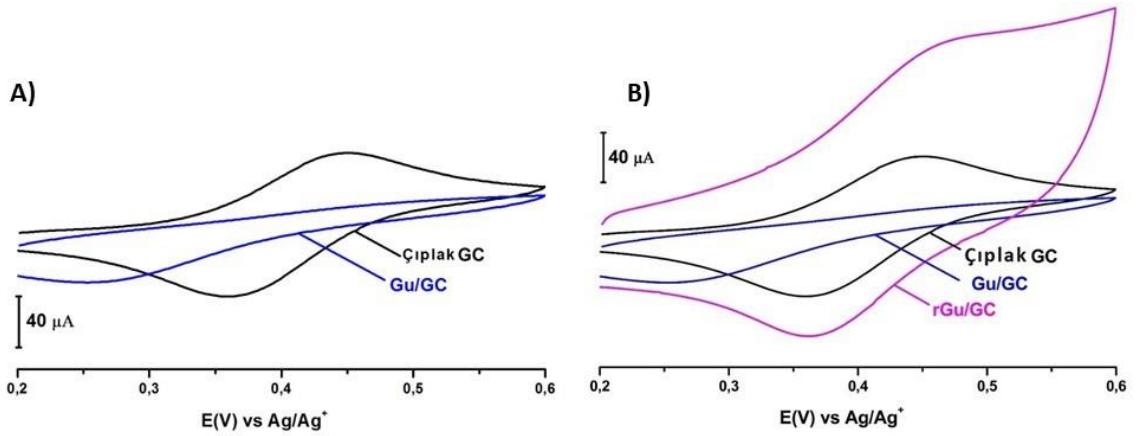 A)
Çıplak GC
Gu/GC
40 μA
0,2 0,3 0,4 0,5 0,6
E(V) vs Ag/Ag⁺
B)
40 μA
Çıplak GC
Gu/GC
rGu/GC
0,2 0,3 0,4 0,5 0,6
E(V) vs Ag/Ag⁺